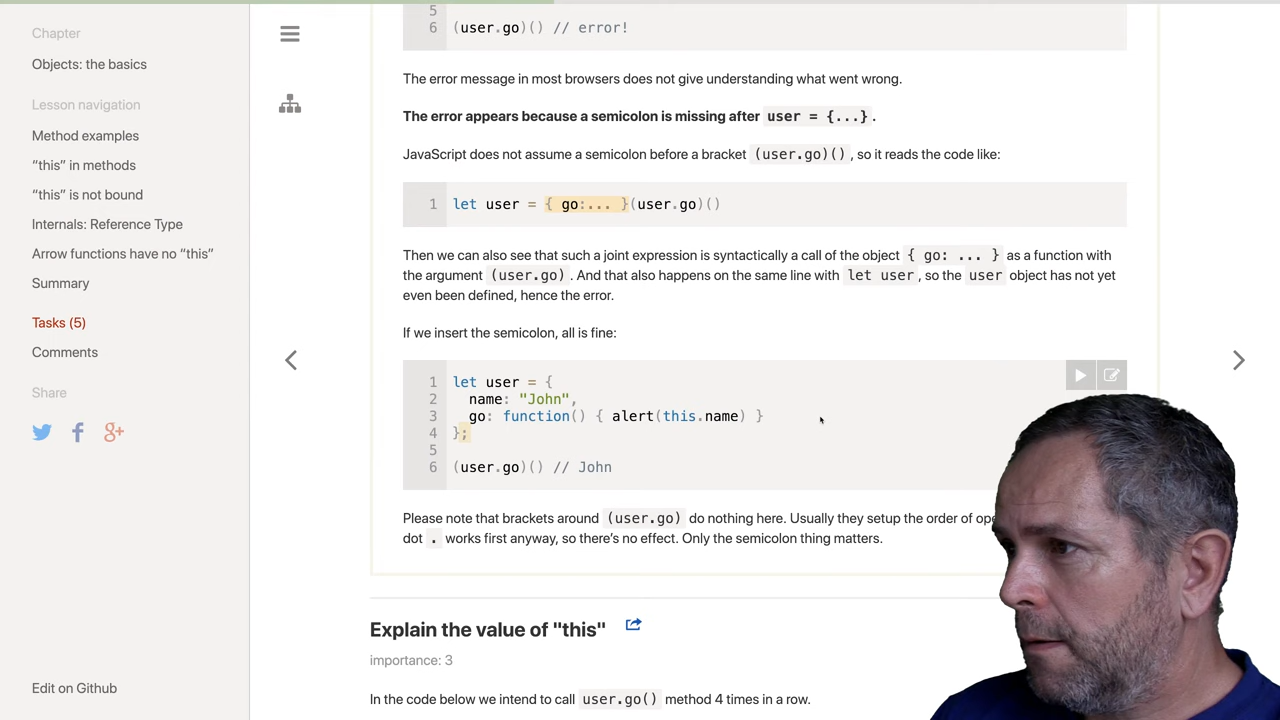 Chapter
Objects: the basics
Lesson navigation
Method examples
“this” in methods
“this” is not bound
Internals: Reference Type
Arrow functions have no “this”
Summary
Tasks (5)
Comments
Share
Edit on Github
5
6 (user.go)() // error!
The error message in most browsers does not give understanding what went wrong.
The error appears because a semicolon is missing after user = {...}.
JavaScript does not assume a semicolon before a bracket (user.go)(), so it reads the code like:
1 let user = { go:... }(user.go)()
Then we can also see that such a joint expression is syntactically a call of the object { go: ... } as a function with
the argument (user.go). And that also happens on the same line with let user, so the user object has not yet
even been defined, hence the error.
If we insert the semicolon, all is fine:
1 let user = {
2 name: "John",
3 go: function() { alert(this.name) }
4 };
5
6 (user.go)() // John
Please note that brackets around (user.go) do nothing here. Usually they setup the order of
dot . works first anyway, so there’s no effect. Only the semicolon thing matters.
Explain the value of "this"
importance: 3
In the code below we intend to call user.go() method 4 times in a row.